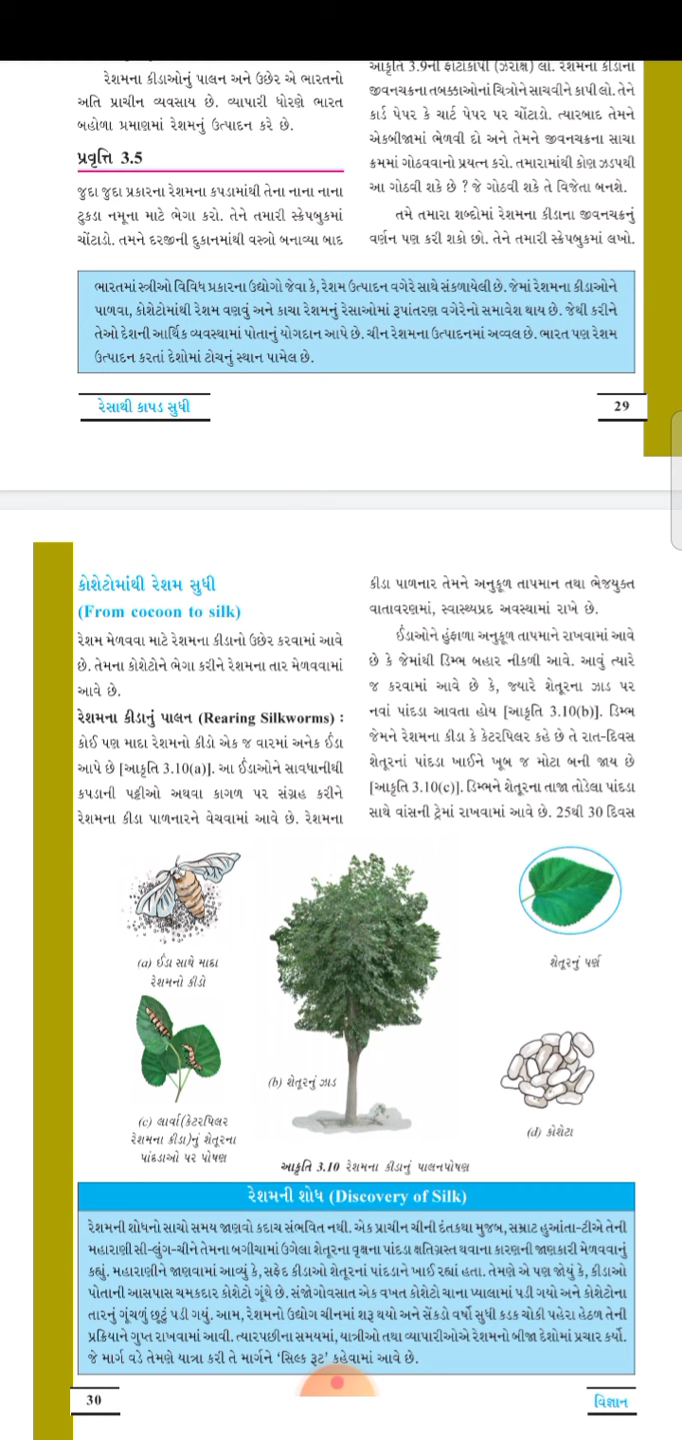 રેશમના કીડાઓનું પાલન અને ઉછેર એ ભારતનો
અતિ પ્રાચીન વ્યવસાય છે. વ્યાપારી ધોરણે ભારત
બહોળા પ્રમાણમાં રેશમનું ઉત્પાદન કરે છે.
પ્રવૃત્તિ 3.5
જુદા જુદા પ્રકારના રેશમના કપડામાંથી તેના નાના નાના
ટુકડા નમૂના માટે ભેગા કરો. તેને તમારી સ્ક્રેપબુકમાં
ચોંટાડો. તમને દરજીની દુકાનમાંથી વસ્ત્રો બનાવ્યા બાદ
આકૃતિ 3.9ની ફોટોકોપી (ઝેરોક્ષ) લો. રેશમના કીડાના
જીવનચક્રના તબક્કાઓનાં ચિત્રોને સાચવીને કાપી લો. તેને
કાર્ડ પેપર કે ચાર્ટ પેપર પર ચોંટાડો. ત્યારબાદ તેમને
એકબીજામાં ભેળવી દો અને તેમને જીવનચક્રના સાચા
ક્રમમાં ગોઠવવાનો પ્રયત્ન કરો. તમારામાંથી કોણ ઝડપથી
આ ગોઠવી શકે છે ? જે ગોઠવી શકે તે વિજેતા બનશે.
તમે તમારા શબ્દોમાં રેશમના કીડાના જીવનચક્રનું
વર્ણન પણ કરી શકો છો. તેને તમારી સ્ક્રેપબુકમાં લખો.
ભારતમાં સ્ત્રીઓ વિવિધ પ્રકારના ઉદ્યોગો જેવા કે, રેશમ ઉત્પાદન વગેરે સાથે સંકળાયેલી છે. જેમાં રેશમના કીડાઓને
પાળવા, કોશેટોમાંથી રેશમ વણવું અને કાચા રેશમનું રેસાઓમાં રૂપાંતરણ વગેરેનો સમાવેશ થાય છે. જેથી કરીને
તેઓ દેશની આર્થિક વ્યવસ્થામાં પોતાનું યોગદાન આપે છે. ચીન રેશમના ઉત્પાદનમાં અવ્વલ છે. ભારત પણ રેશમ
ઉત્પાદન કરતાં દેશોમાં ટોચનું સ્થાન પામેલ છે.
રેસાથી કાપડ સુધી
29
કોશેટોમાંથી રેશમ સુધી
(From cocoon to silk)
રેશમ મેળવવા માટે રેશમના કીડાનો ઉછેર કરવામાં આવે
છે. તેમના કોશેટોને ભેગા કરીને રેશમના તાર મેળવવામાં
આવે છે.
રેશમના કીડાનું પાલન (Rearing Silkworms) :
કોઈ પણ માદા રેશમનો કીડો એક જ વારમાં અનેક ઈંડા
આપે છે [આકૃતિ 3.10(a)]. આ ઈંડાઓને સાવધાનીથી
કપડાની પટ્ટીઓ અથવા કાગળ પર સંગ્રહ કરીને
રેશમના કીડા પાળનારને વેચવામાં આવે છે. રેશમના
કીડા પાળનાર તેમને અનુકૂળ તાપમાન તથા ભેજયુક્ત
વાતાવરણમાં, સ્વાસ્થ્યપ્રદ અવસ્થામાં રાખે છે.
ઈંડાઓને હુંફાળા અનુકૂળ તાપમાને રાખવામાં આવે
છે કે જેમાંથી ડિમ્ભ બહાર નીકળી આવે. આવું ત્યારે
જ કરવામાં આવે છે કે, જ્યારે શેતૂરના ઝાડ પર
નવાં પાંદડા આવતા હોય [આકૃતિ 3.10(b)]. ડિમ્ભ
જેમને રેશમના કીડા કે કેટરપિલર કહે છે તે રાત-દિવસ
શેતૂરનાં પાંદડા ખાઈને ખૂબ જ મોટા બની જાય છે
[આકૃતિ 3.10(c)]. ડિમ્ભને શેતૂરના તાજા તોડેલા પાંદડા
સાથે વાંસની ટ્રેમાં રાખવામાં આવે છે. 25થી 30 દિવસ
(a) ઈંડા સાથે માદા
રેશમનો કીડો
શેતૂરનું પર્ણ
(b) શેતૂરનું ઝાડ
(c) લાર્વા(કેટરપિલર
રેશમના કીડા)નું શેતૂરના
પાંદડાઓ પર પોષણ
(d) કોશેટા
આકૃતિ 3.10 રેશમના કીડાનું પાલનપોષણ
રેશમની શોધ (Discovery of Silk)
રેશમની શોધનો સાચો સમય જાણવો કદાચ સંભવિત નથી. એક પ્રાચીન ચીની દંતકથા મુજબ, સમ્રાટ હુઆંતા-ટીએ તેની
મહારાણી સી-લુંગ-ચીને તેમના બગીચામાં ઉગેલા શેતૂરના વૃક્ષના પાંદડા ક્ષતિગ્રસ્ત થવાના કારણની જાણકારી મેળવવાનું
કહ્યું. મહારાણીને જાણવામાં આવ્યું કે, સફેદ કીડાઓ શેતૂરનાં પાંદડાને ખાઈ રહ્યાં હતા. તેમણે એ પણ જોયું કે, કીડાઓ
પોતાની આસપાસ ચમકદાર કોશેટો ગૂંથે છે. સંજોગોવસાત એક વખત કોશેટો ચાના પ્યાલામાં પડી ગયો અને કોશેટોના
તારનું ગૂંચળું છૂટું પડી ગયું. આમ, રેશમનો ઉદ્યોગ ચીનમાં શરૂ થયો અને સેંકડો વર્ષો સુધી કડક ચોકી પહેરા હેઠળ તેની
પ્રક્રિયાને ગુપ્ત રાખવામાં આવી. ત્યારપછીના સમયમાં, યાત્રીઓ તથા વ્યાપારીઓએ રેશમનો બીજા દેશોમાં પ્રચાર કર્યો.
જે માર્ગ વડે તેમણે યાત્રા કરી તે માર્ગને ‘સિલ્ક રૂટ’ કહેવામાં આવે છે.
30
વિજ્ઞાન